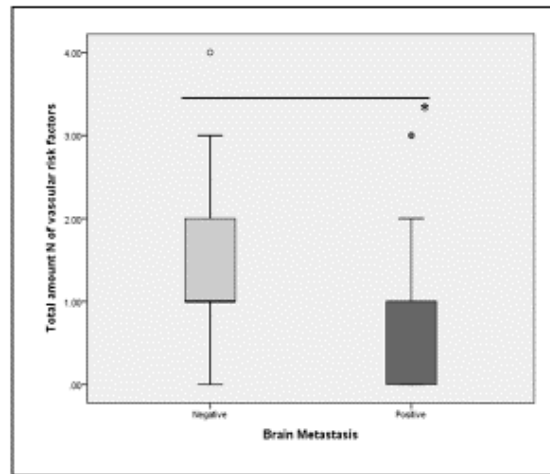 4.00
3.00
2.00
1.00
.00
Total amount N of vascular risk factors
*
Negative
Positive
Brain Metastasis